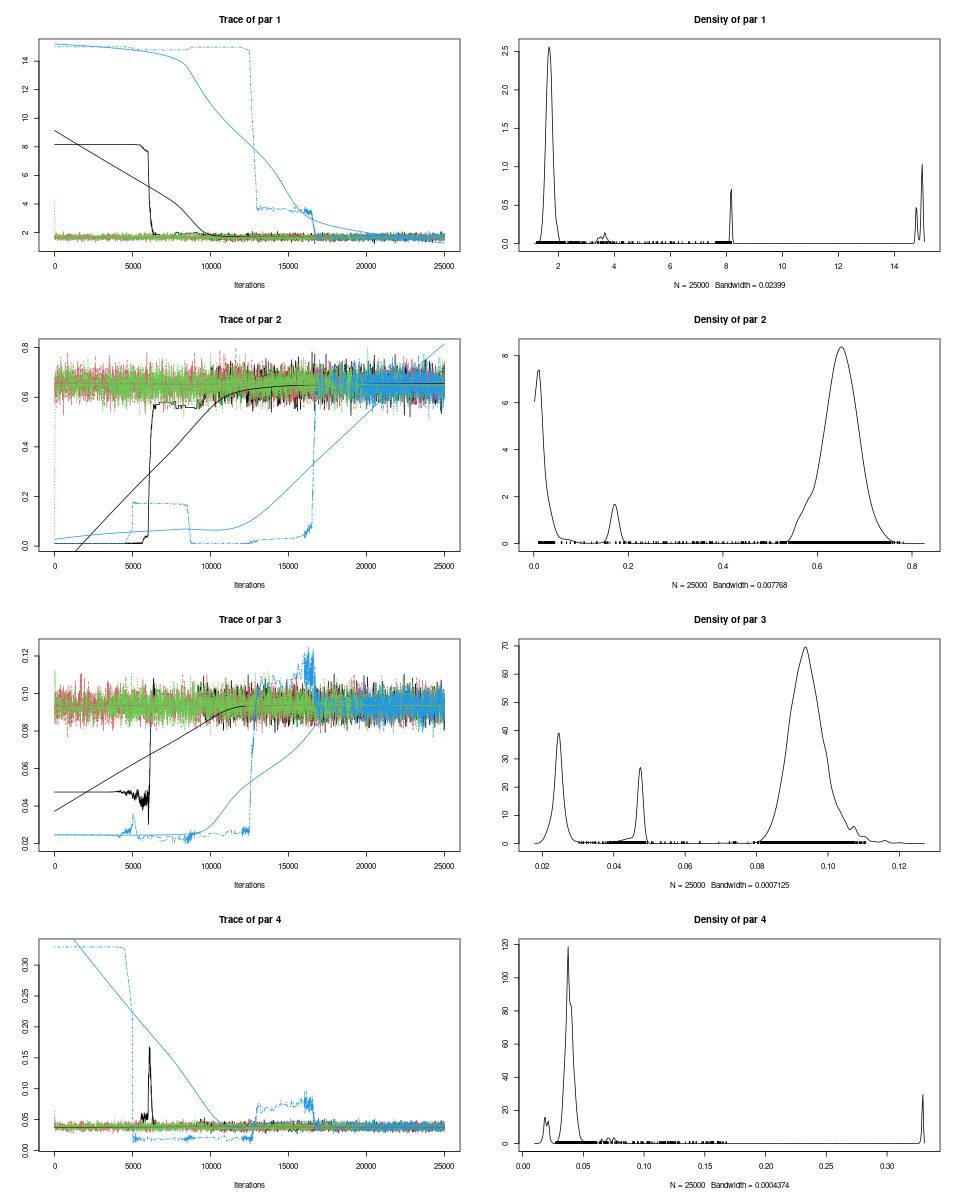 Trace of par 1
2 4 6 8 10 12 14
0 5000 10000 15000 20000 25000
Iterations
Density of par 1
0.0 0.5 1.0 1.5 2.0 2.5
2 4 6 8 10 12 14
N = 25000 Bandwidth = 0.02399
Trace of par 2
0.0 0.2 0.4 0.6 0.8
0 5000 10000 15000 20000 25000
Iterations
Density of par 2
0 2 4 6 8
0.0 0.2 0.4 0.6 0.8
N = 25000 Bandwidth = 0.007768
Trace of par 3
0.02 0.04 0.06 0.08 0.10 0.12
0 5000 10000 15000 20000 25000
Iterations
Density of par 3
0 10 20 30 40 50 60 70
0.02 0.04 0.06 0.08 0.10 0.12
N = 25000 Bandwidth = 0.0007125
Trace of par 4
0.00 0.05 0.10 0.15 0.20 0.25 0.30
0 5000 10000 15000 20000 25000
Iterations
Density of par 4
0 20 40 60 80 100 120
0.00 0.05 0.10 0.15 0.20 0.25 0.30
N = 25000 Bandwidth = 0.0004374